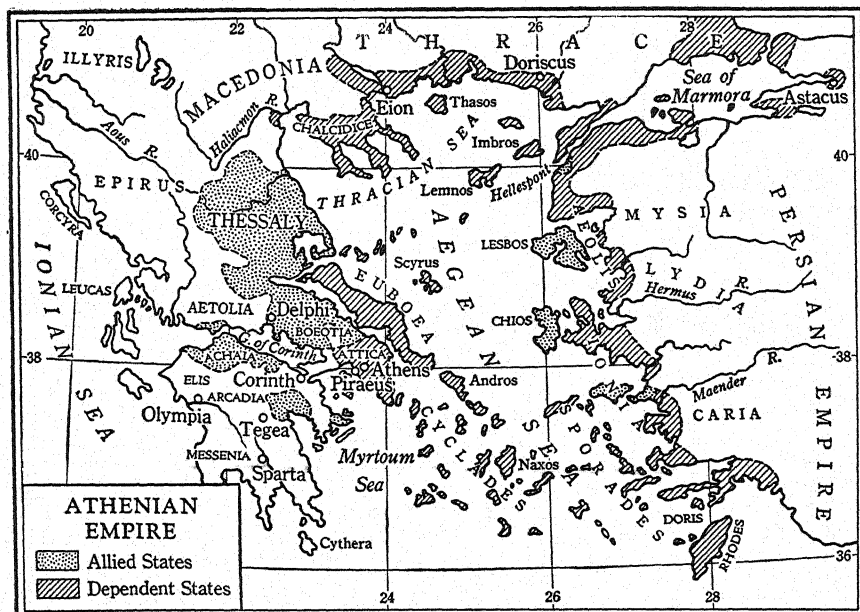 20
22
24
26
28
THRACE
ILLYRIS
MACEDONIA
Doriscus
Sea of
Marmora
Astacus
Eion
Thasos
Aous R.
Haliacmon R.
CHALCIDICE
Imbros
40
40
EPIRUS
THRACIAN SEA
Lemnos
Hellespont
CORCYRA
THESSALY
MYSIA
PERSIAN EMPIRE
AEGEAN SEA
AEOLIS
LESBOS
Scyrus
LYDIA
Hermus R.
IONIAN SEA
LEUCAS
EUBOEA
AETOLIA
Delphi
BOEOTIA
CHIOS
G. of Corinth
38
38
ACHAIA
ATTICA
Athens
IONIA
ELIS
Corinth
Piraeus
Andros
Maender R.
ARCADIA
CARIA
Olympia
Tegea
CYCLADES
SPORADES
MESSENIA
Myrtoum
Sea
Naxos
Sparta
DORIS
RHODES
Cythera
ATHENIAN
EMPIRE
Allied States
Dependent States
36
24
26
28